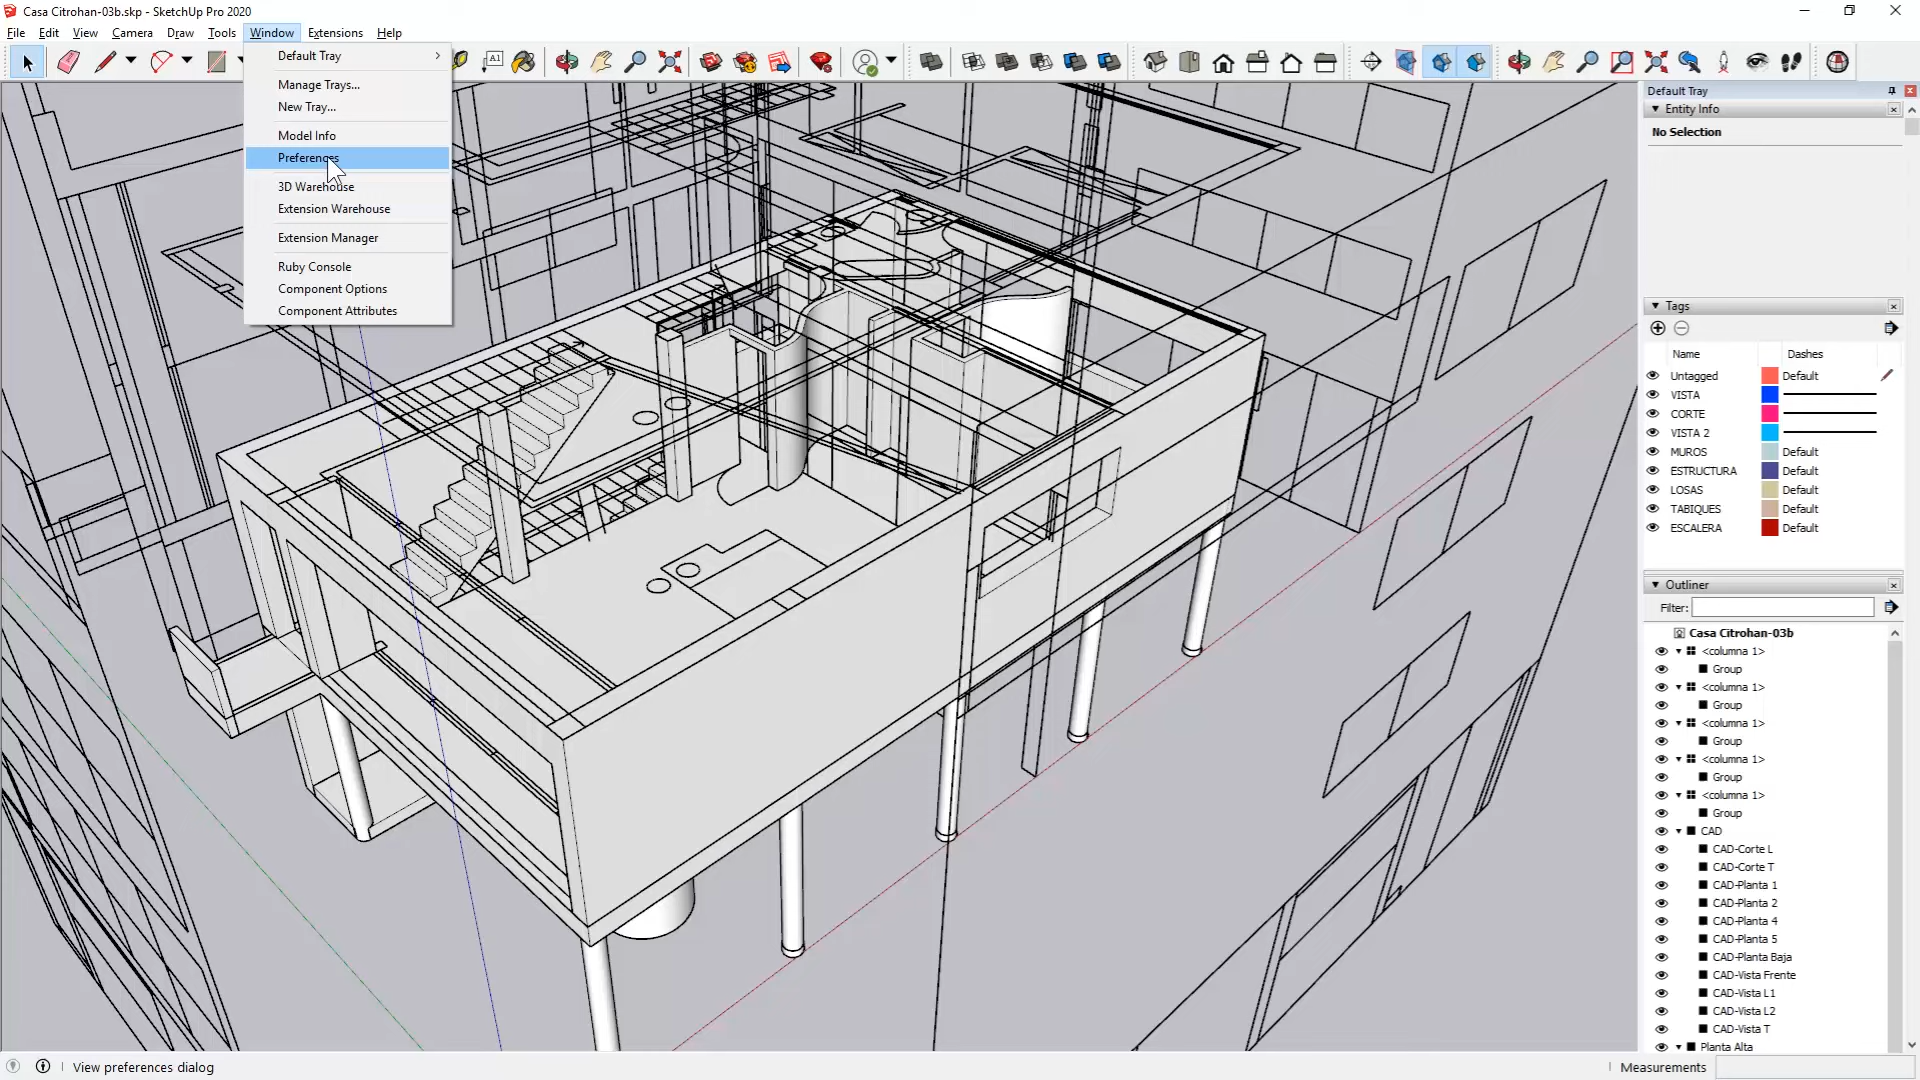 Casa Citrohan-03b.skp - SketchUp Pro 2020
File Edit View Camera Draw Tools Window Extensions Help
A1
Default Tray
Manage Trays...
New Tray...
Model Info
Preferences
3D Warehouse
Extension Warehouse
Extension Manager
Ruby Console
Component Options
Component Attributes
Default Tray
Entity Info
No Selection
Tags
Name Dashes
Untagged Default
VISTA
CORTE
VISTA 2
MUROS Default
ESTRUCTURA Default
LOSAS Default
TABIQUES Default
ESCALERA Default
Outliner
Filter:
Casa Citrohan-03b
<columna 1>
Group
<columna 1>
Group
<columna 1>
Group
<columna 1>
Group
<columna 1>
Group
CAD
CAD-Corte L
CAD-Corte T
CAD-Planta 1
CAD-Planta 2
CAD-Planta 4
CAD-Planta 5
CAD-Planta Baja
CAD-Vista Frente
CAD-Vista L1
CAD-Vista L2
CAD-Vista T
Planta Alta
View preferences dialog
Measurements